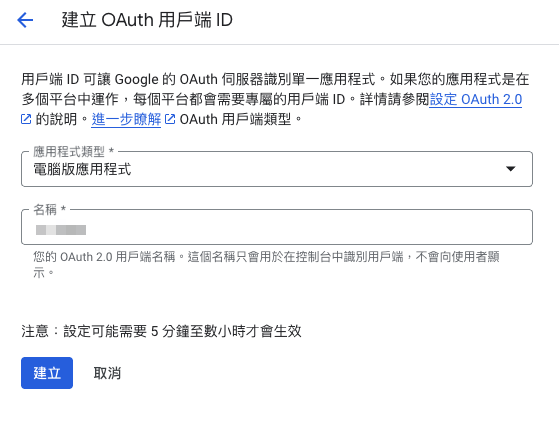 建立 OAuth 用戶端 ID
用戶端 ID 可讓 Google 的 OAuth 伺服器識別單一應用程式。如果您的應用程式是在
多個平台中運作，每個平台都會需要專屬的用戶端 ID。詳情請參閱設定 OAuth 2.0
的說明。進一步瞭解 OAuth 用戶端類型。
應用程式類型 *
電腦版應用程式
名稱 *
您的 OAuth 2.0 用戶端名稱。這個名稱只會用於在控制台中識別用戶端，不會向使用者顯
示。
注意：設定可能需要 5 分鐘至數小時才會生效
建立 取消